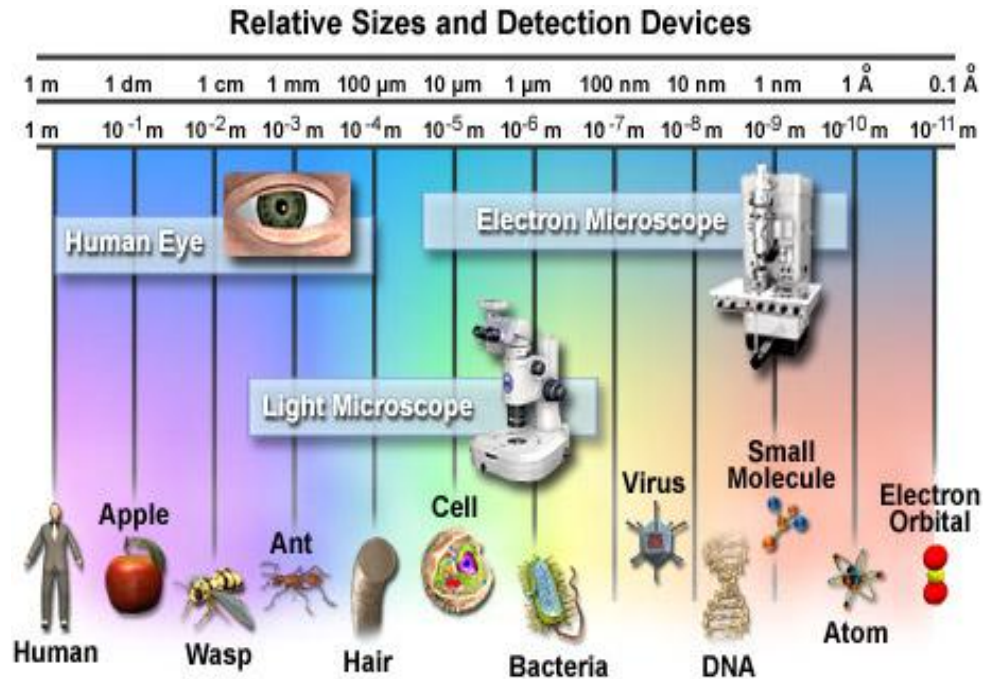 Relative Sizes and Detection Devices
1 m 1 dm 1 cm 1 mm 100 µm 10 µm 1 µm 100 nm 10 nm 1 nm 1 Å 0.1 Å
1 m 10⁻¹ m 10⁻² m 10⁻³ m 10⁻⁴ m 10⁻⁵ m 10⁻⁶ m 10⁻⁷ m 10⁻⁸ m 10⁻⁹ m 10⁻¹⁰ m 10⁻¹¹ m
Human Eye
Electron Microscope
Light Microscope
Human
Apple
Wasp
Ant
Hair
Cell
Bacteria
Virus
DNA
Small
Molecule
Atom
Electron
Orbital